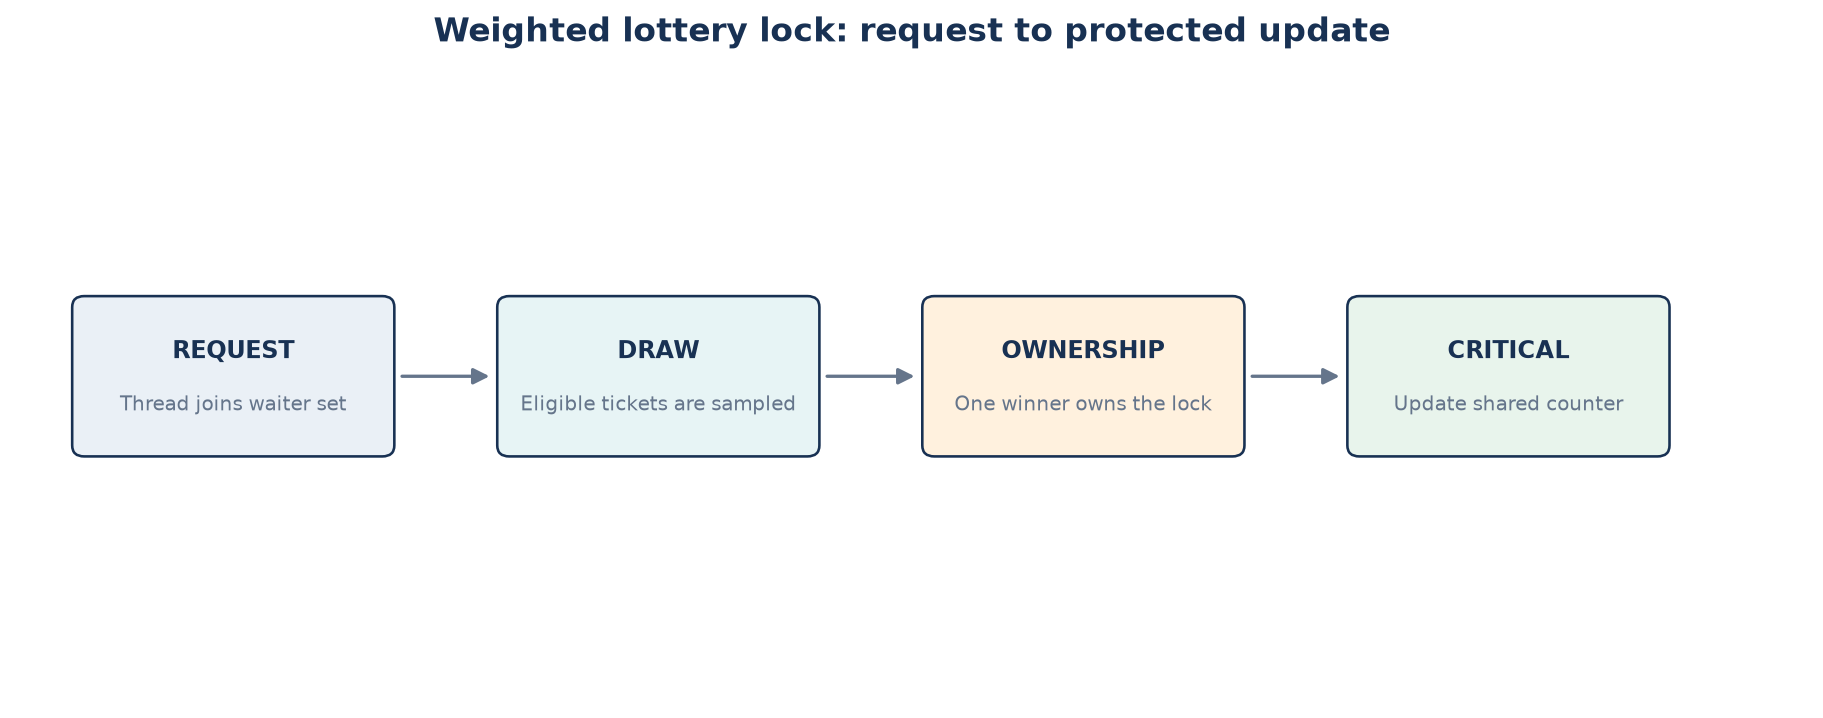 Weighted lottery lock: request to protected update
REQUEST
Thread joins waiter set
DRAW
Eligible tickets are sampled
OWNERSHIP
One winner owns the lock
CRITICAL
Update shared counter